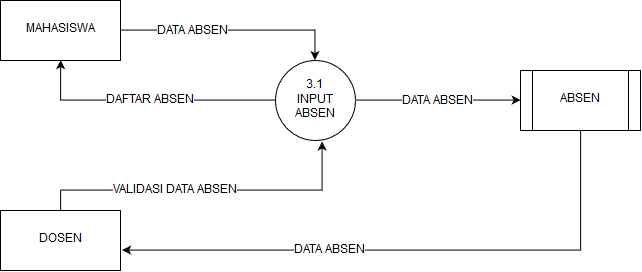 MAHASISWA
DATA ABSEN
3.1
INPUT
ABSEN
DAFTAR ABSEN
DATA ABSEN
ABSEN
VALIDASI DATA ABSEN
DOSEN
DATA ABSEN